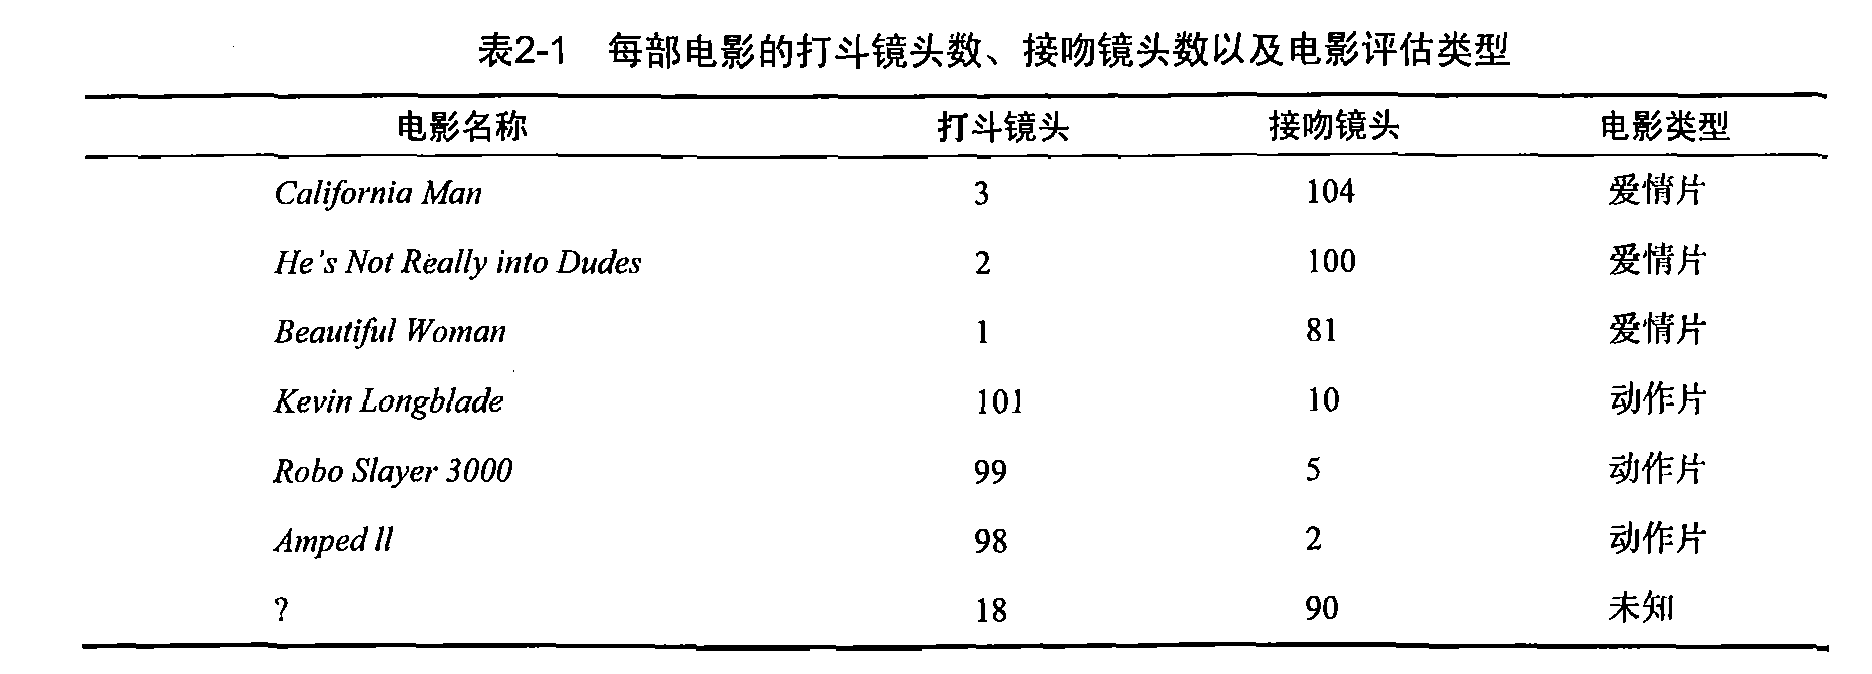 表2-1 每部电影的打斗镜头数、接吻镜头数以及电影评估类型
电影名称 打斗镜头 接吻镜头 电影类型
California Man 3 104 爱情片
He's Not Really into Dudes 2 100 爱情片
Beautiful Woman 1 81 爱情片
Kevin Longblade 101 10 动作片
Robo Slayer 3000 99 5 动作片
Amped ll 98 2 动作片
? 18 90 未知